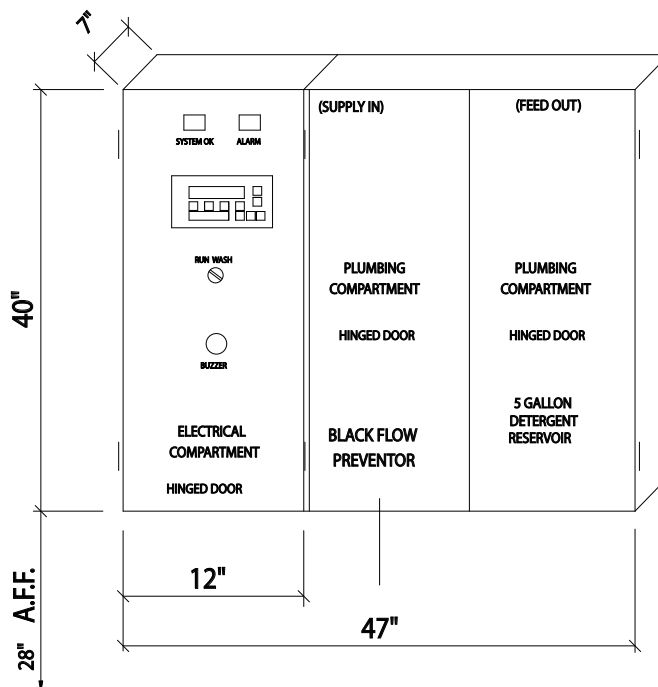 7"
(SUPPLY IN)
(FEED OUT)
SYSTEM OK
ALARM
RUN WASH
PLUMBING
COMPARTMENT
PLUMBING
COMPARTMENT
40"
HINGED DOOR
HINGED DOOR
BUZZER
5 GALLON
DETERGENT
RESERVOIR
ELECTRICAL
COMPARTMENT
BLACK FLOW
PREVENTOR
HINGED DOOR
12"
47"
28" A.F.F.